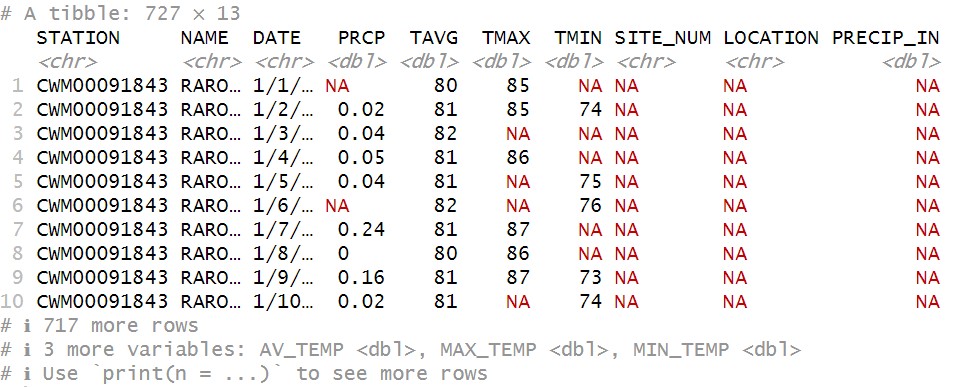 # A tibble: 727 × 13
STATION NAME DATE PRCP TAVG TMAX TMIN SITE_NUM LOCATION PRECIP_IN
<chr> <chr> <chr> <dbl> <dbl> <dbl> <dbl> <chr> <chr> <dbl>
1 CWM00091843 RARO… 1/1/… NA 80 85 NA NA NA NA
2 CWM00091843 RARO… 1/2/… 0.02 81 85 74 NA NA NA
3 CWM00091843 RARO… 1/3/… 0.04 82 NA NA NA NA NA
4 CWM00091843 RARO… 1/4/… 0.05 81 86 NA NA NA NA
5 CWM00091843 RARO… 1/5/… 0.04 81 NA 75 NA NA NA
6 CWM00091843 RARO… 1/6/… NA 82 NA 76 NA NA NA
7 CWM00091843 RARO… 1/7/… 0.24 81 87 NA NA NA NA
8 CWM00091843 RARO… 1/8/… 0 80 86 NA NA NA NA
9 CWM00091843 RARO… 1/9/… 0.16 81 87 73 NA NA NA
10 CWM00091843 RARO… 1/10… 0.02 81 NA 74 NA NA NA
# ℹ 717 more rows
# ℹ 3 more variables: AV_TEMP <dbl>, MAX_TEMP <dbl>, MIN_TEMP <dbl>
# ℹ Use `print(n = ...)` to see more rows